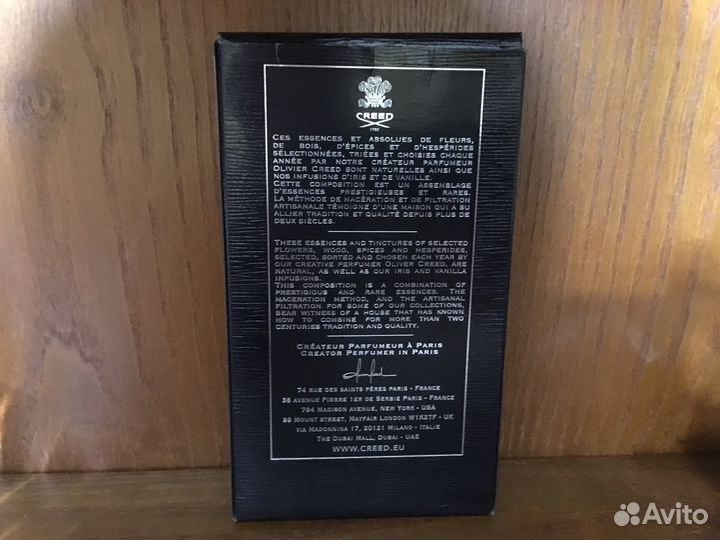 CREED
1760
CES ESSENCES ET ABSOLUES DE FLEURS,
DE BOIS, D'ÉPICES ET D'HESPÉRIDES
SÉLECTIONNÉES, TRIÉES ET CHOISIES CHAQUE
ANNÉE PAR NOTRE CRÉATEUR PARFUMEUR
OLIVIER CREED SONT NATURELLES AINSI QUE
NOS INFUSIONS D'IRIS ET DE VANILLE.
CETTE COMPOSITION EST UN ASSEMBLAGE
D'ESSENCES PRESTIGIEUSES ET RARES.
LA MÉTHODE DE MACÉRATION ET DE FILTRATION
ARTISANALE TÉMOIGNE D'UNE MAISON QUI A SU
ALLIER TRADITION ET QUALITÉ DEPUIS PLUS DE
DEUX SIÈCLES.
THESE ESSENCES AND TINCTURES OF SELECTED
FLOWERS, WOOD, SPICES AND HESPERIDES,
SELECTED, SORTED AND CHOSEN EACH YEAR BY
OUR CREATIVE PERFUMER OLIVER CREED, ARE
NATURAL, AS WELL AS OUR IRIS AND VANILLA
INFUSIONS.
THIS COMPOSITION IS A COMBINATION OF
PRESTIGIOUS AND RARE ESSENCES. THE
MACERATION METHOD, AND THE ARTISANAL
FILTRATION FOR SOME OF OUR COLLECTIONS,
BEAR WITNESS OF A HOUSE THAT HAS KNOWN
HOW TO COMBINE FOR MORE THAN TWO
CENTURIES TRADITION AND QUALITY.
CRÉATEUR PARFUMEUR À PARIS
CREATOR PERFUMER IN PARIS
74 RUE DES SAINTS PÈRES PARIS - FRANCE
38 AVENUE PIERRE 1ER DE SERBIE PARIS - FRANCE
794 MADISON AVENUE, NEW YORK - USA
99 MOUNT STREET, MAYFAIR LONDON W1K2TF - UK
VIA MADONNINA 17, 20121 MILANO - ITALIE
THE DUBAI MALL, DUBAI - UAE
WWW.CREED.EU
Avito